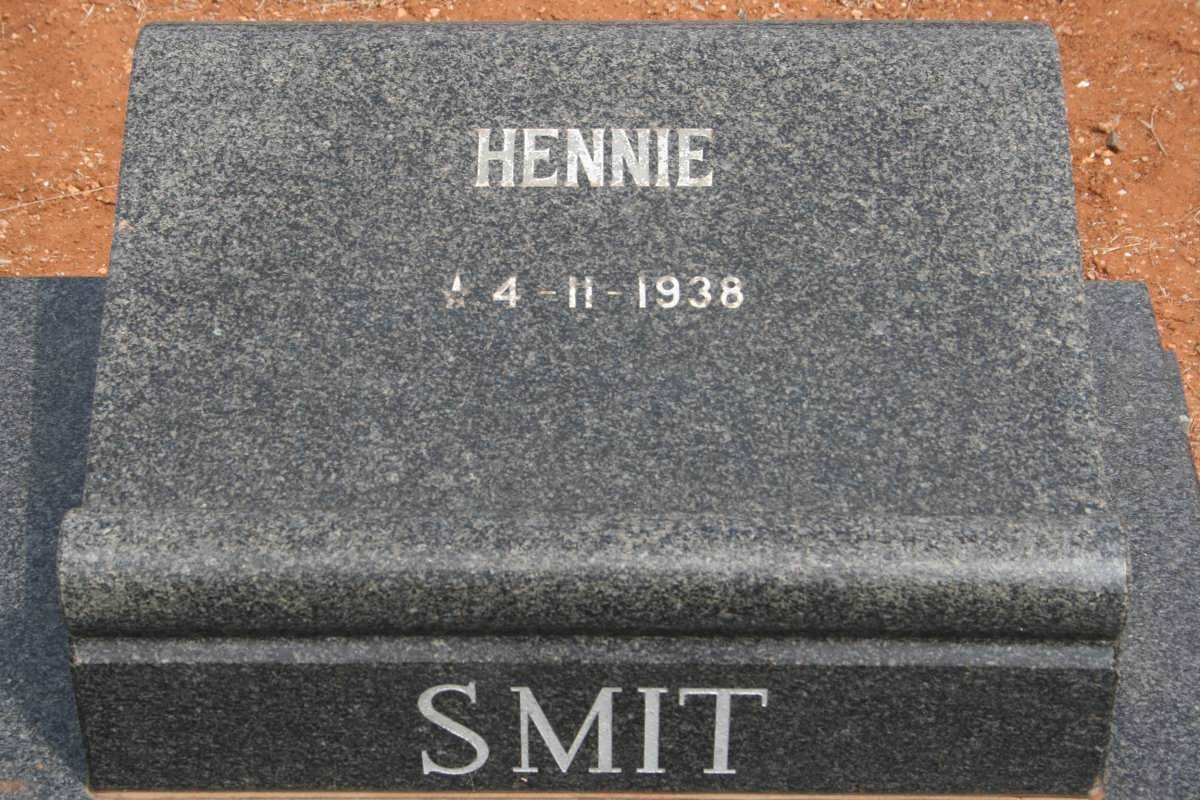 HENNIE
☆ 4-11-1938
SMIT